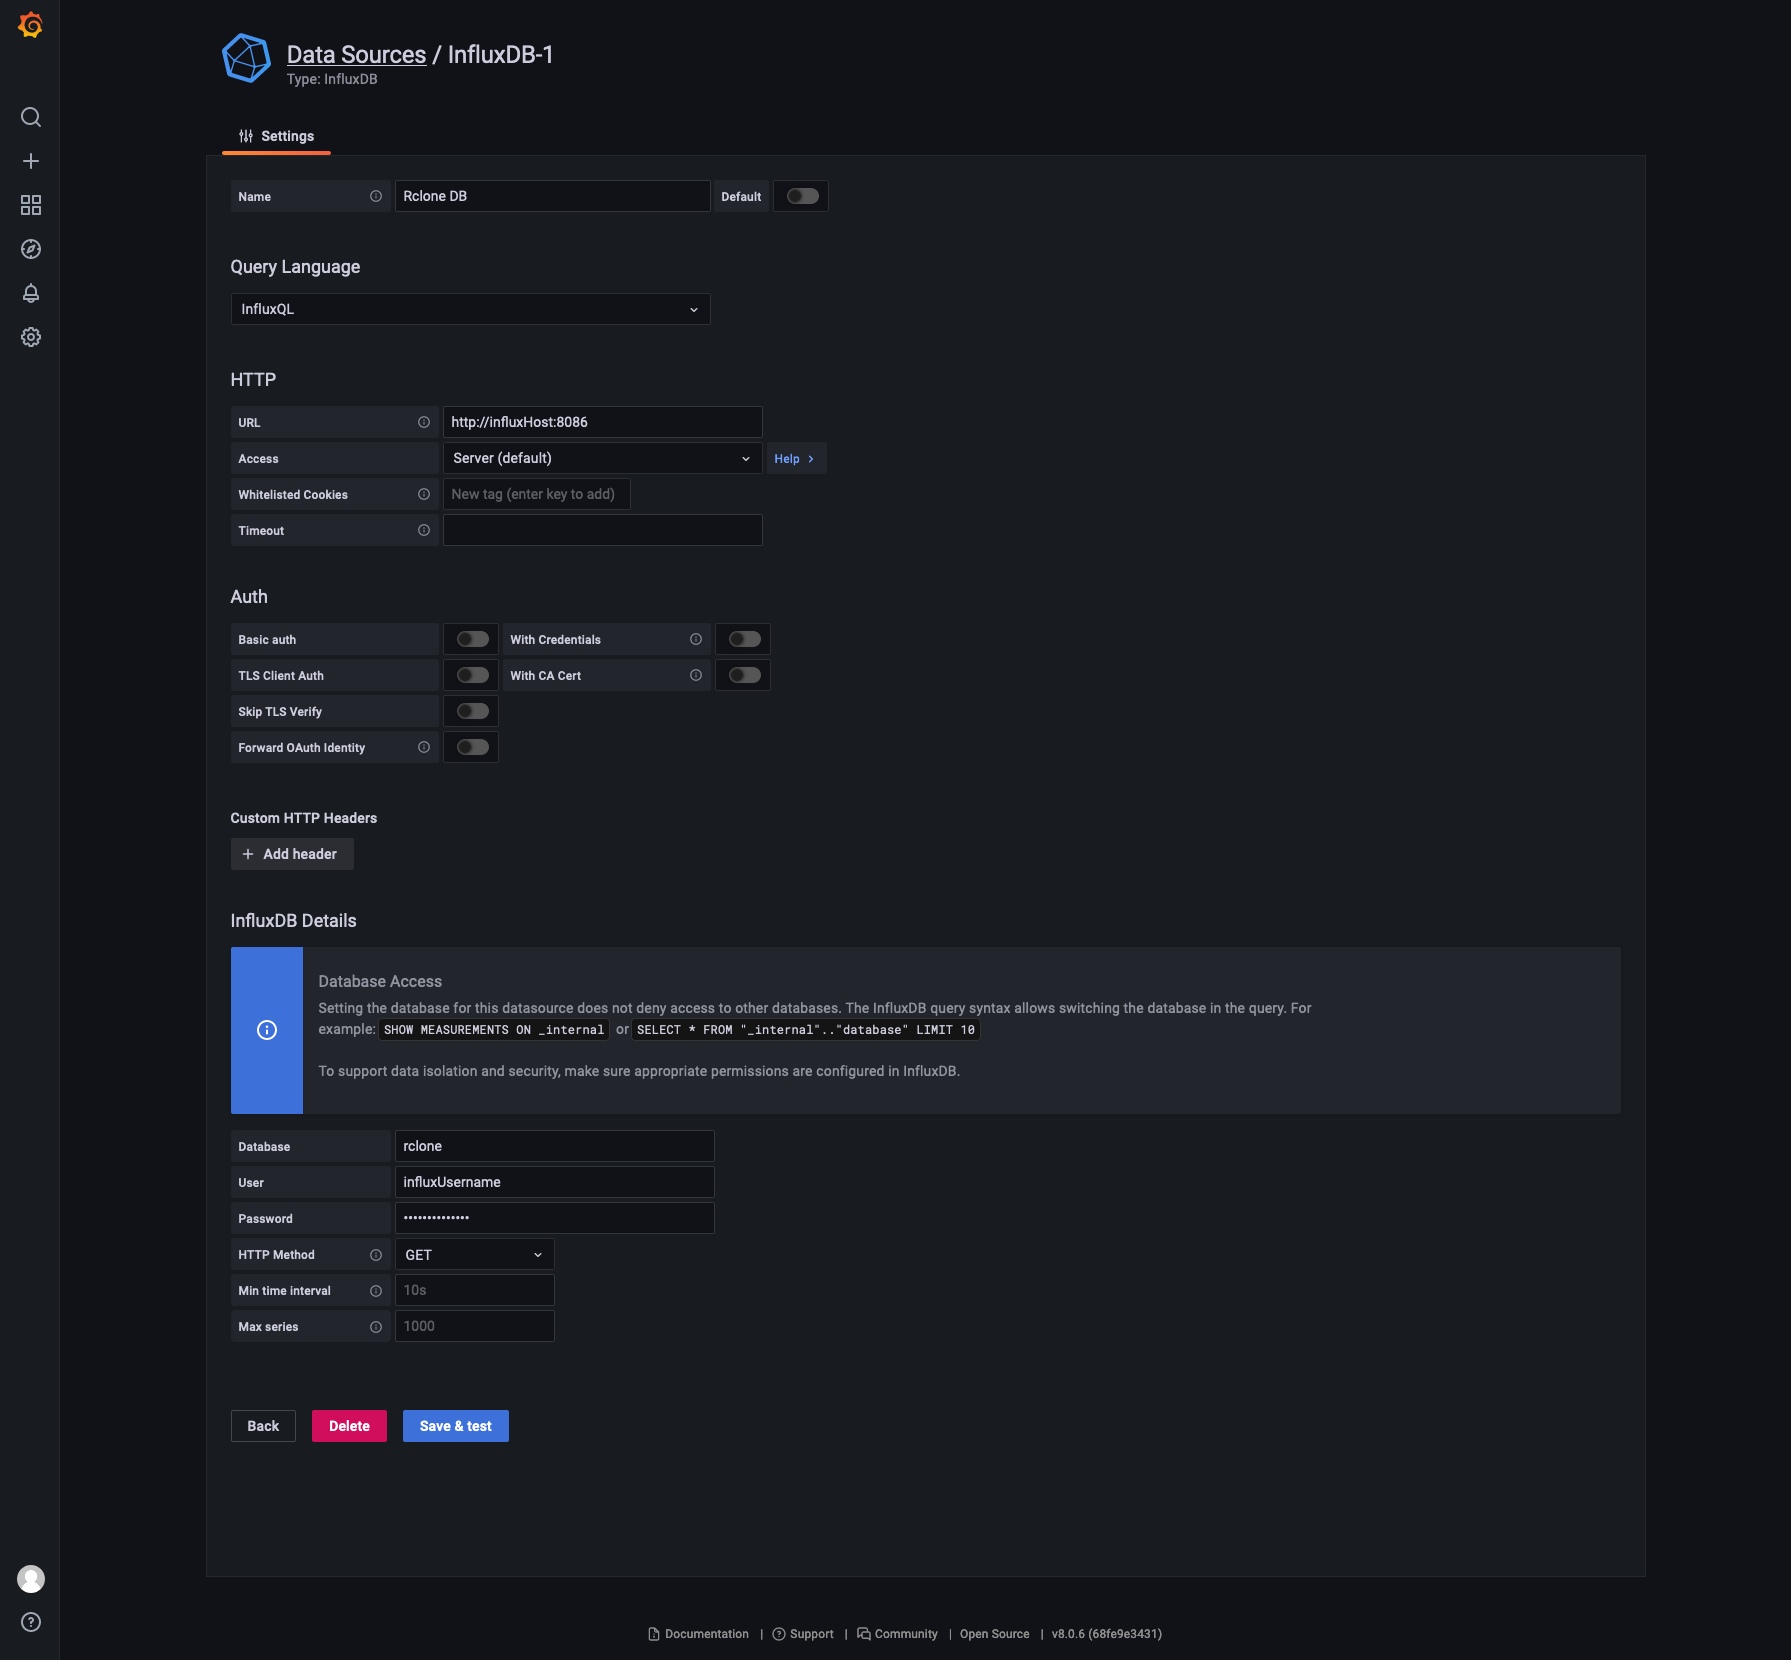 Data Sources / InfluxDB-1
Type: InfluxDB
Settings
Name Rclone DB Default
Query Language
InfluxQL
HTTP
URL http://influxHost:8086
Access Server (default) Help
Whitelisted Cookies New tag (enter key to add)
Timeout
Auth
Basic auth With Credentials
TLS Client Auth With CA Cert
Skip TLS Verify
Forward OAuth Identity
Custom HTTP Headers
Add header
InfluxDB Details
Database Access
Setting the database for this datasource does not deny access to other databases. The InfluxDB query syntax allows switching the database in the query. For
example: SHOW MEASUREMENTS ON _internal or SELECT * FROM "_internal".."database" LIMIT 10
To support data isolation and security, make sure appropriate permissions are configured in InfluxDB.
Database rclone
User influxUsername
Password ••••••••••••••
HTTP Method GET
Min time interval 10s
Max series 1000
Back Delete Save & test
Documentation | Support | Community | Open Source | v8.0.6 (68fe9e3431)